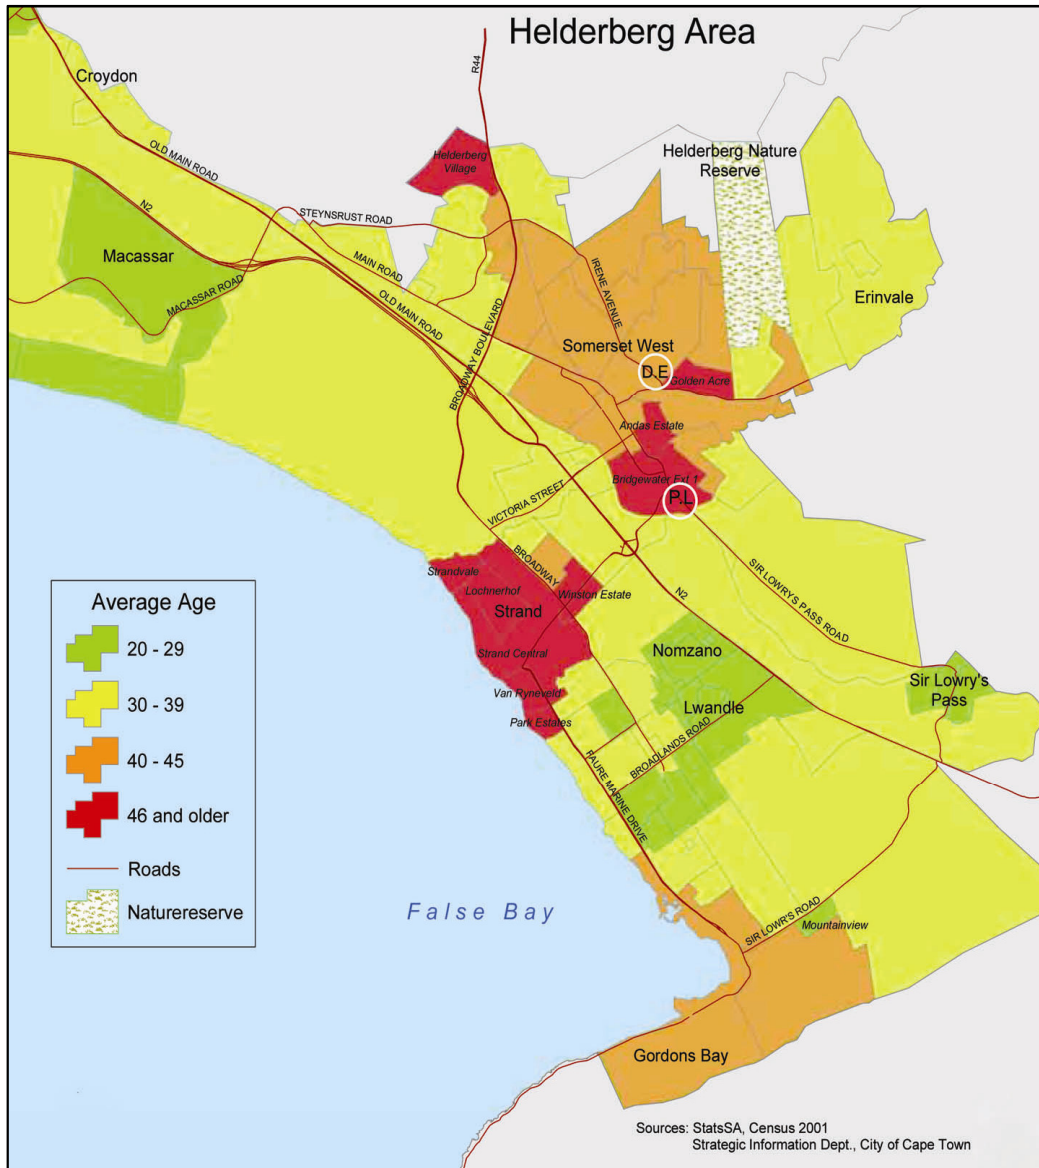 Helderberg Area
R44
Croydon
OLD MAIN ROAD
Helderberg
Village
Helderberg Nature
Reserve
N2
STEYNSRUST ROAD
Macassar
MAIN ROAD
IRENE AVENUE
MACASSAR ROAD
OLD MAIN ROAD
Erinvale
BROADWAY BOULEVARD
Somerset West
D.E
Golden Acre
Andas Estate
Bridgewater Ext 1
P.L
VICTORIA STREET
BROADWAY
Strandvale
Lochnerhof
Winston Estate
Strand
N2
SIR LOWRYS PASS ROAD
Strand Central
Nomzano
Sir Lowry's
Pass
Van Ryneveld
Lwandle
Park Estates
BROADLANDS ROAD
FAURE MARINE DRIVE
Average Age
20 - 29
30 - 39
40 - 45
46 and older
Roads
Naturereserve
False Bay
SIR LOWR'S ROAD
Mountainview
Gordons Bay
Sources: StatsSA, Census 2001
Strategic Information Dept., City of Cape Town